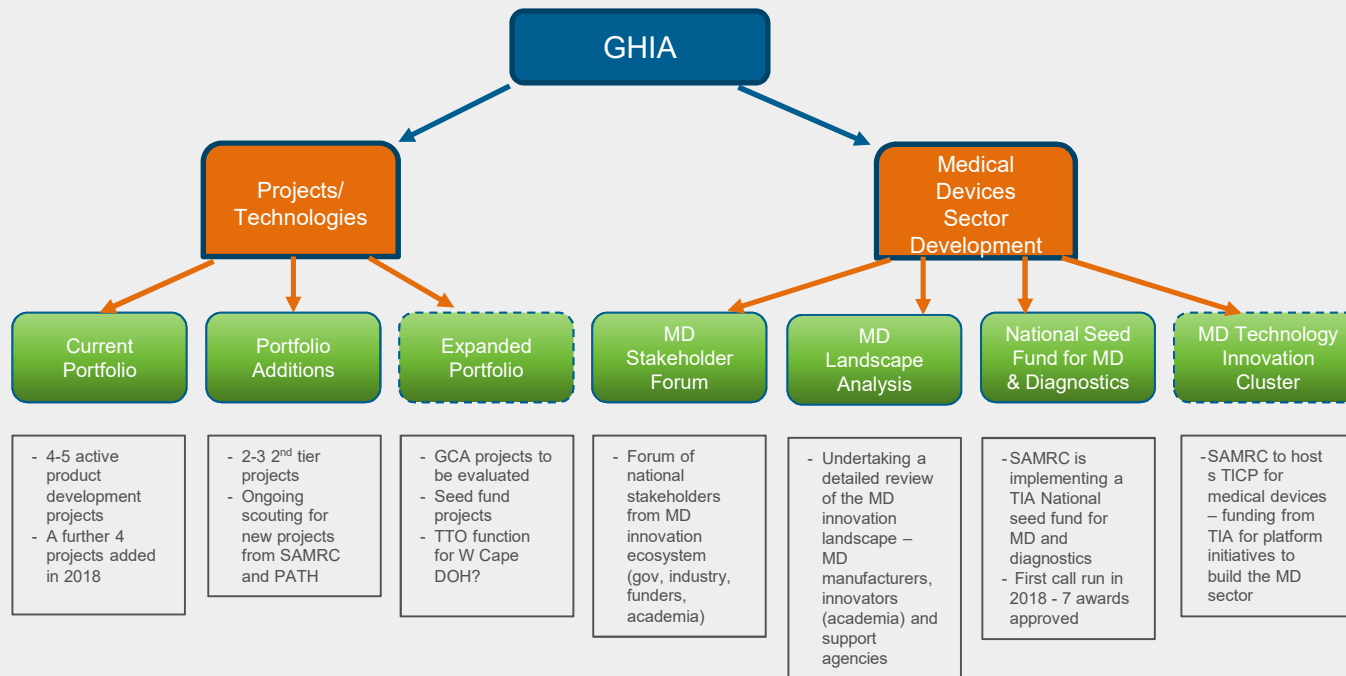 GHIA
Projects/
Technologies
Medical
Devices
Sector
Development
Current
Portfolio
Portfolio
Additions
Expanded
Portfolio
MD
Stakeholder
Forum
MD
Landscape
Analysis
National Seed
Fund for MD
& Diagnostics
MD Technology
Innovation
Cluster
- 4-5 active
product
development
projects
- A further 4
projects added
in 2018
- 2-3 2nd tier
projects
- Ongoing
scouting for
new projects
from SAMRC
and PATH
- GCA projects to
be evaluated
- Seed fund
projects
- TTO function
for W Cape
DOH?
- Forum of
national
stakeholders
from MD
innovation
ecosystem
(gov, industry,
funders,
academia)
- Undertaking a
detailed review
of the MD
innovation
landscape –
MD
manufacturers,
innovators
(academia) and
support
agencies
- SAMRC is
implementing a
TIA National
seed fund for
MD and
diagnostics
- First call run in
2018 - 7 awards
approved
- SAMRC to host
s TICP for
medical devices
– funding from
TIA for platform
initiatives to
build the MD
sector